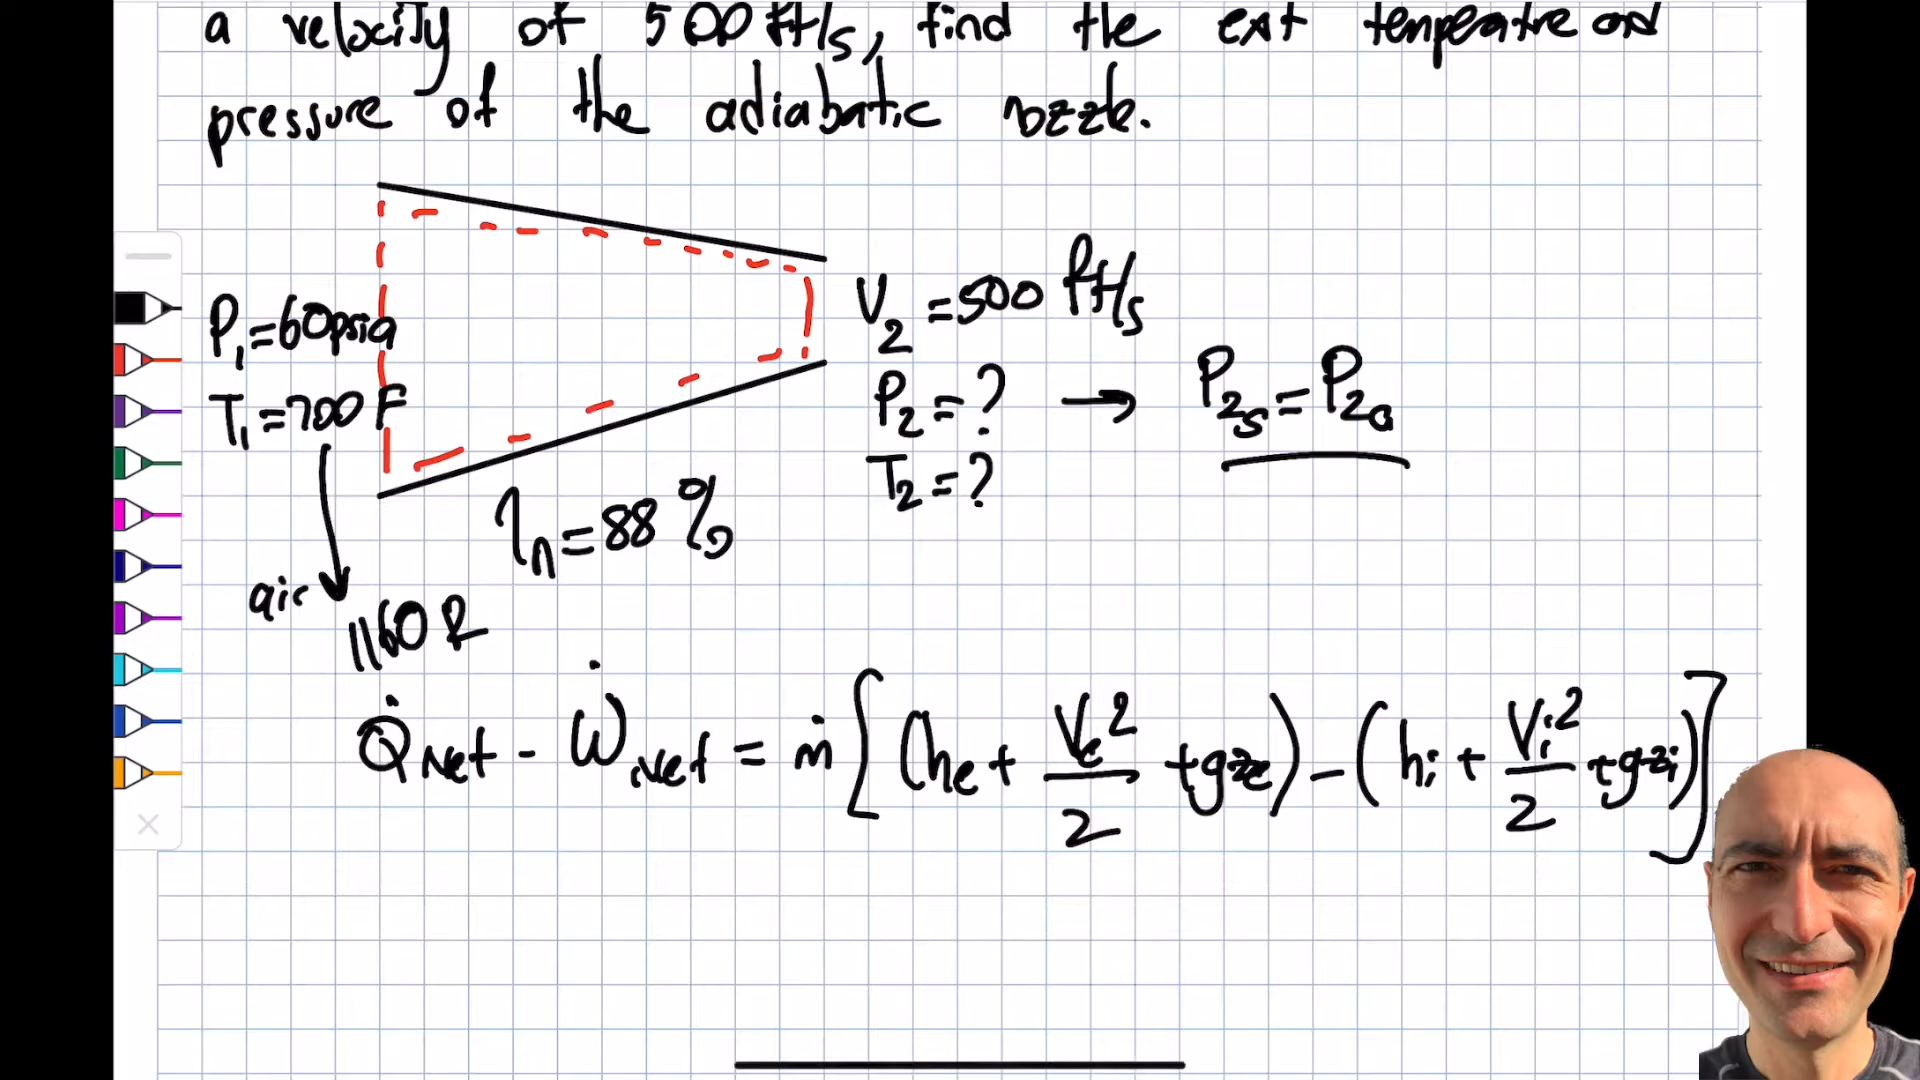 a velocity of 500 ft/s, find the exit temperature and
pressure of the adiabatic nozzle.
P₁=60psia
T₁=700 F
air
1160 R
ηn=88 %
V₂=500 ft/s
P₂=? → P₂s=P₂a
T₂=?
Q̇Net - ẆNet = ṁ[(he + Ve²/2 + gze) - (hi + Vi²/2 + gzi)]